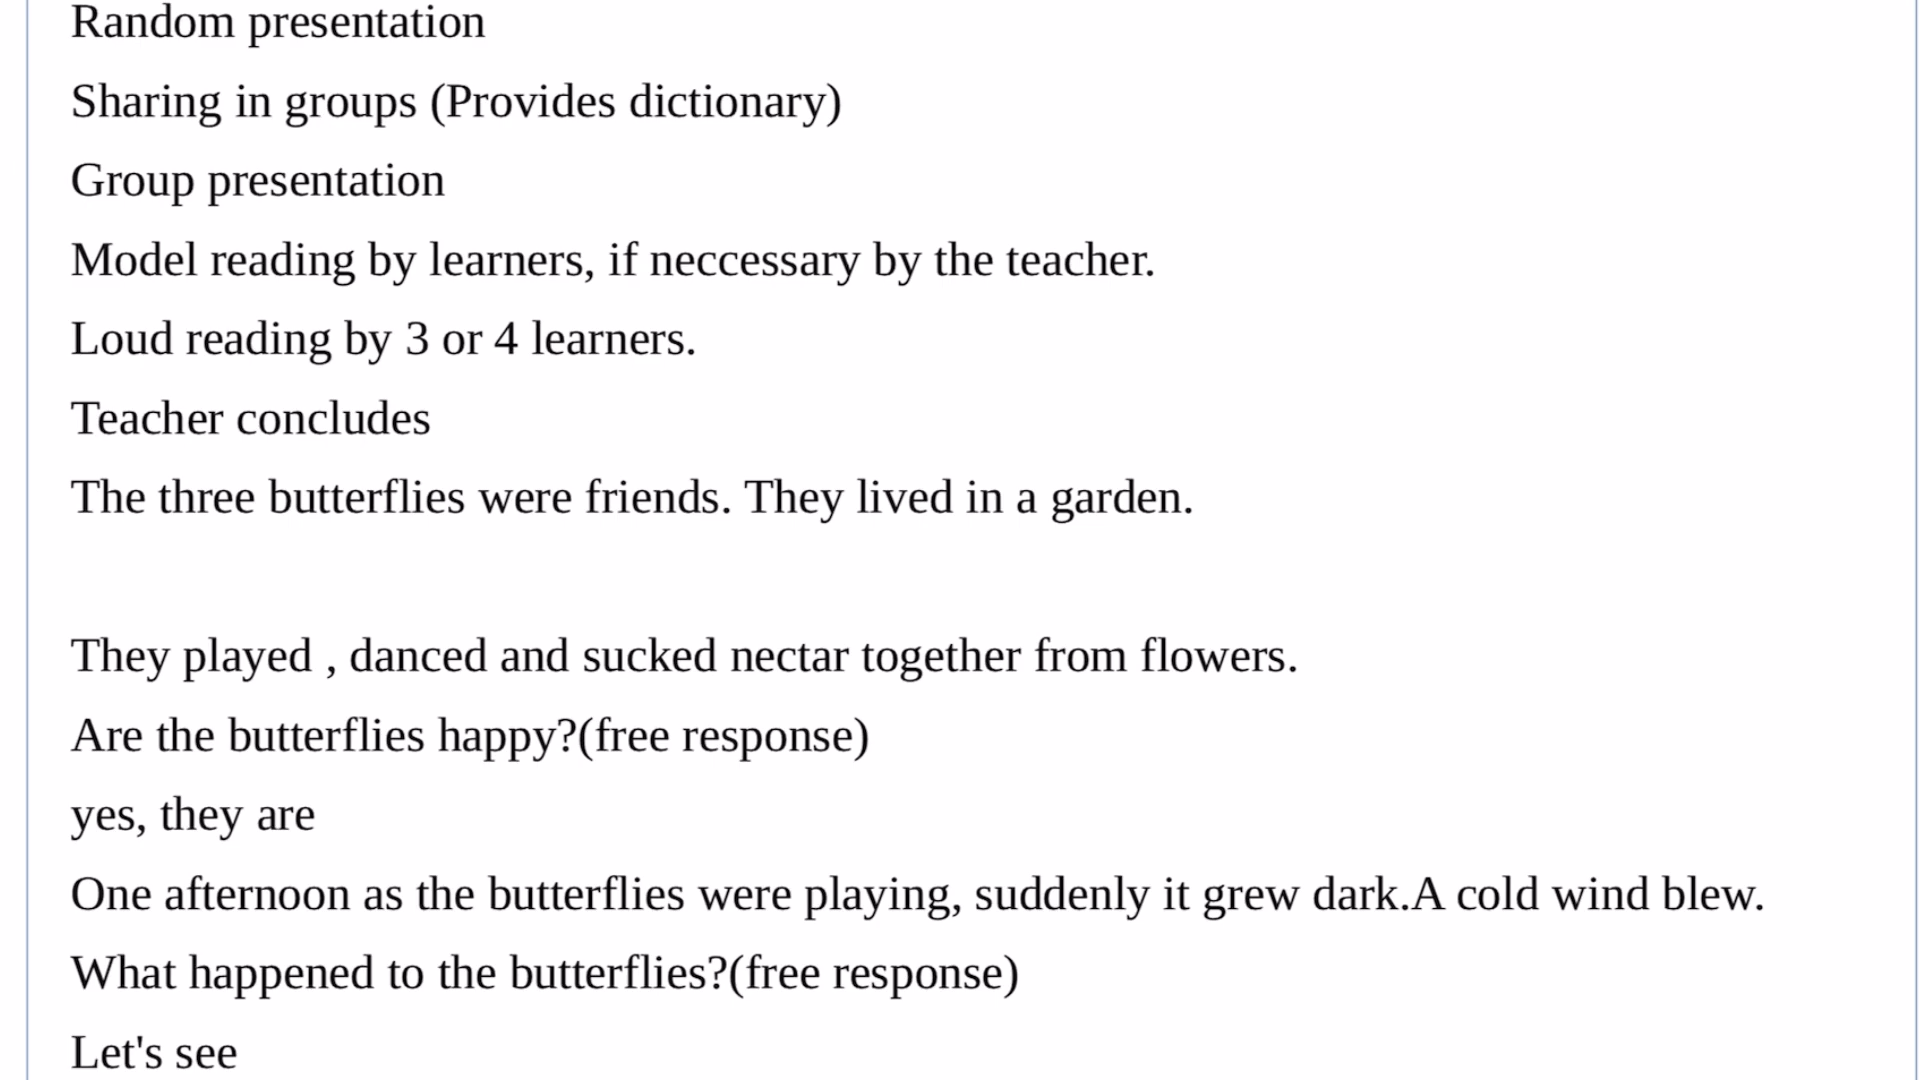 Random presentation
Sharing in groups (Provides dictionary)
Group presentation
Model reading by learners, if neccessary by the teacher.
Loud reading by 3 or 4 learners.
Teacher concludes
The three butterflies were friends. They lived in a garden.
They played , danced and sucked nectar together from flowers.
Are the butterflies happy?(free response)
yes, they are
One afternoon as the butterflies were playing, suddenly it grew dark.A cold wind blew.
What happened to the butterflies?(free response)
Let's see